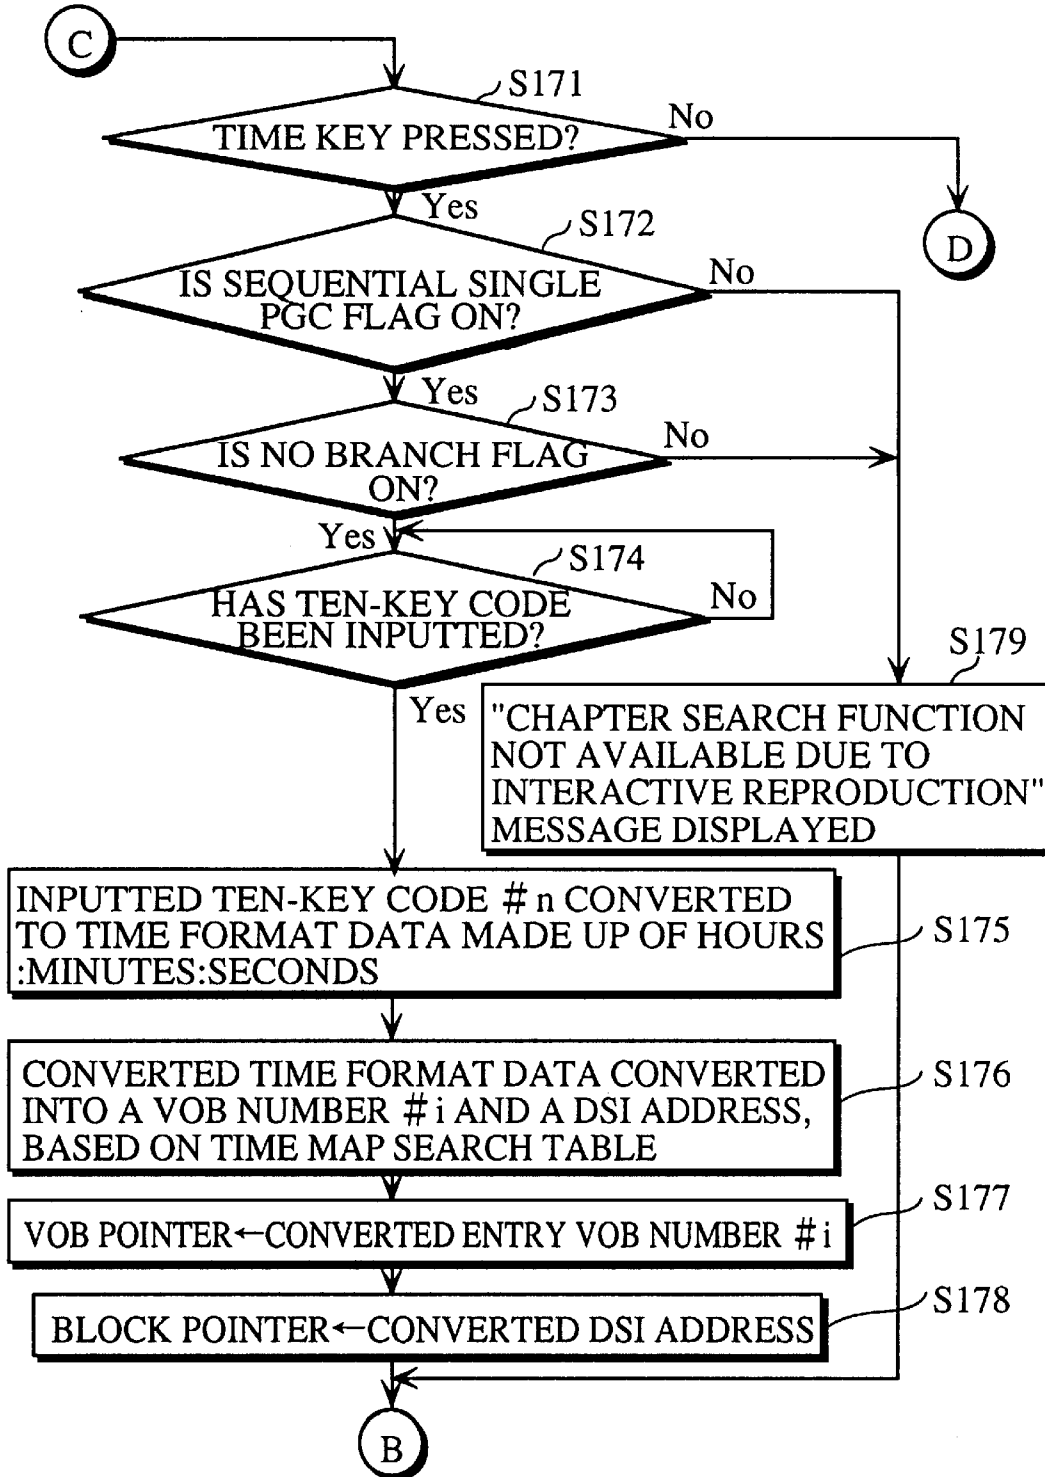 C
S171
TIME KEY PRESSED?
No
Yes
S172
D
IS SEQUENTIAL SINGLE
PGC FLAG ON?
No
Yes
S173
IS NO BRANCH FLAG
ON?
No
Yes
S174
HAS TEN-KEY CODE
BEEN INPUTTED?
No
Yes
S179
"CHAPTER SEARCH FUNCTION
NOT AVAILABLE DUE TO
INTERACTIVE REPRODUCTION"
MESSAGE DISPLAYED
INPUTTED TEN-KEY CODE #n CONVERTED
TO TIME FORMAT DATA MADE UP OF HOURS
:MINUTES:SECONDS
S175
CONVERTED TIME FORMAT DATA CONVERTED
INTO A VOB NUMBER #i AND A DSI ADDRESS,
BASED ON TIME MAP SEARCH TABLE
S176
VOB POINTER←CONVERTED ENTRY VOB NUMBER #i
S177
BLOCK POINTER←CONVERTED DSI ADDRESS
S178
B